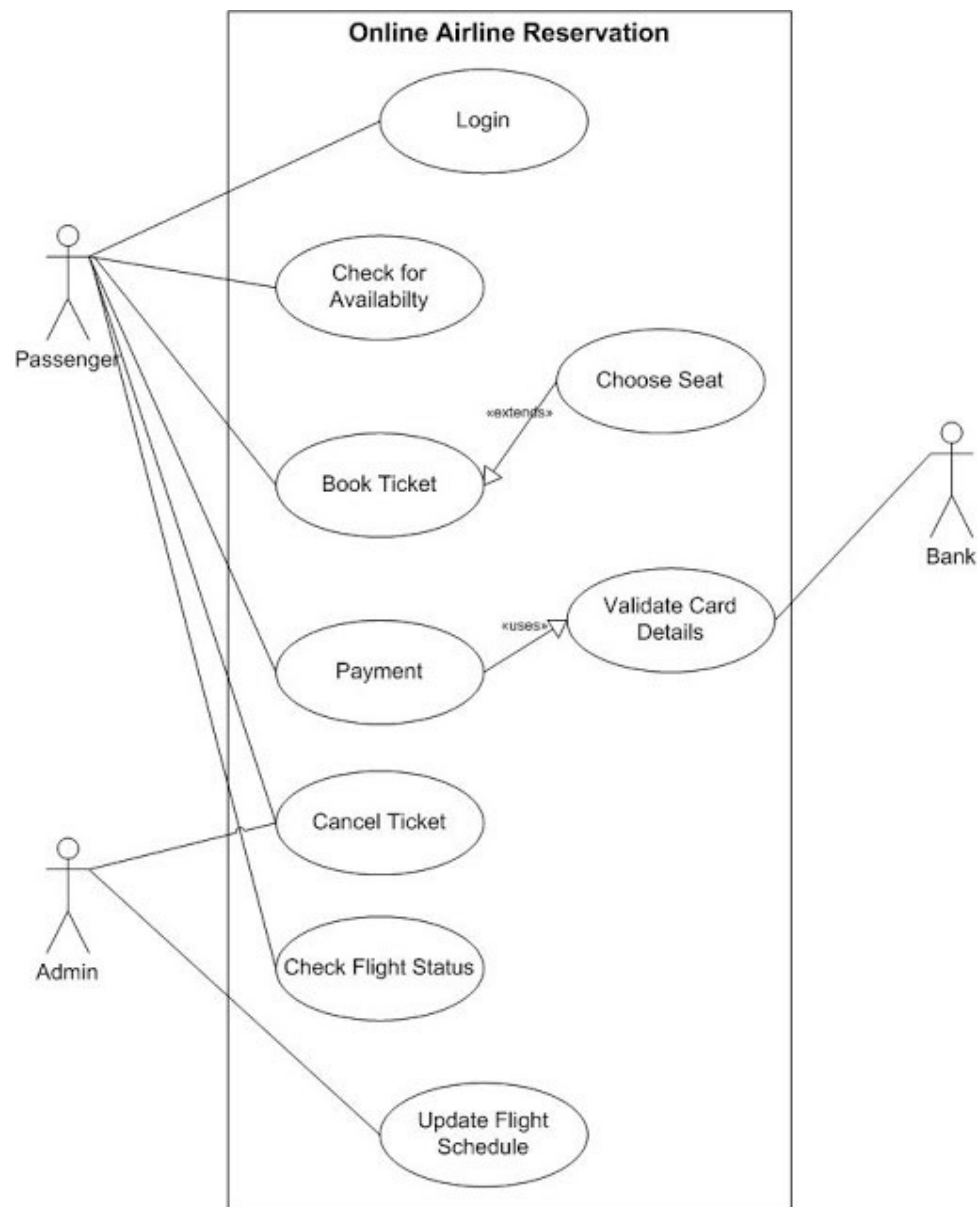 Online Airline Reservation
Login
Check for
Availabilty
Passenger
Choose Seat
«extends»
Book Ticket
Bank
Validate Card
Details
«uses»
Payment
Cancel Ticket
Admin
Check Flight Status
Update Flight
Schedule